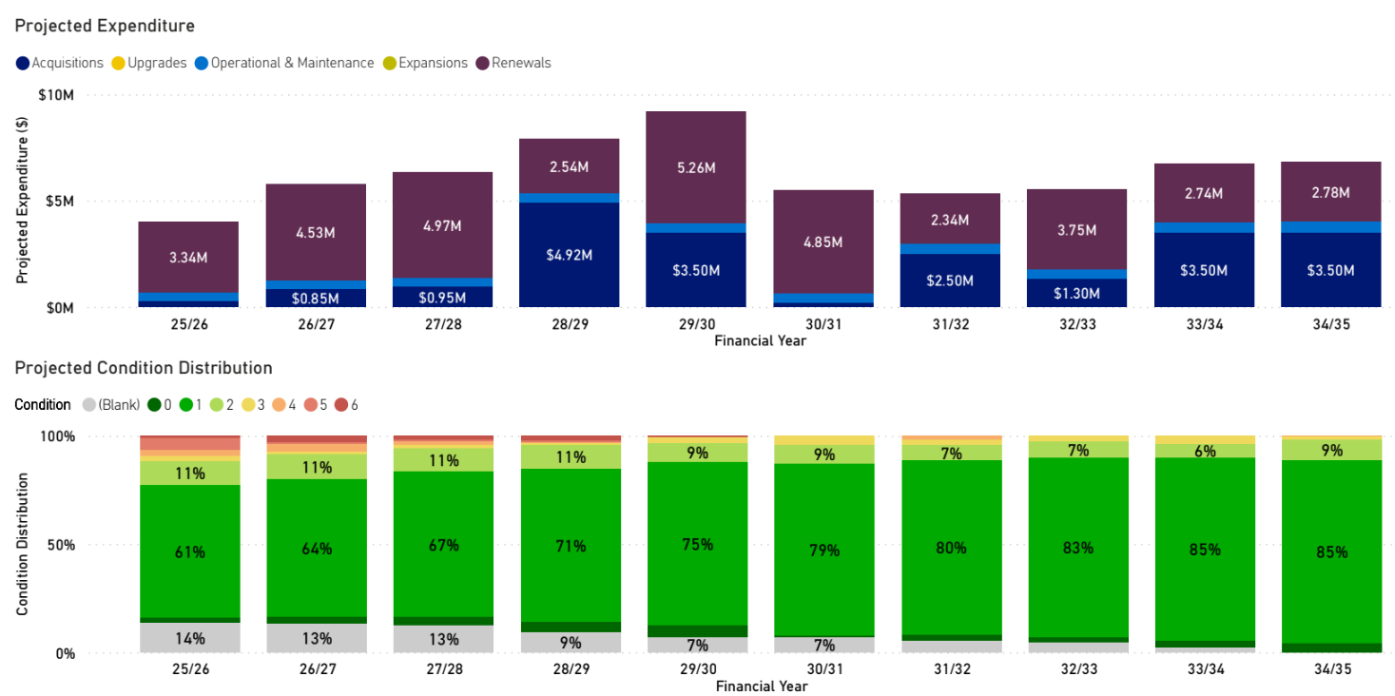 Projected Expenditure
Acquisitions Upgrades Operational & Maintenance Expansions Renewals
$10M
$5M
$0M
Projected Expenditure ($)
3.34M 4.53M 4.97M 2.54M 5.26M 4.85M 2.34M 3.75M 2.74M 2.78M
$0.85M $0.95M $4.92M $3.50M $2.50M $1.30M $3.50M $3.50M
25/26 26/27 27/28 28/29 29/30 30/31 31/32 32/33 33/34 34/35
Financial Year
Projected Condition Distribution
Condition (Blank) 0 1 2 3 4 5 6
100%
50%
0%
Condition Distribution
11% 11% 11% 11% 9% 9% 7% 7% 6% 9%
61% 64% 67% 71% 75% 79% 80% 83% 85% 85%
14% 13% 13% 9% 7% 7%
25/26 26/27 27/28 28/29 29/30 30/31 31/32 32/33 33/34 34/35
Financial Year